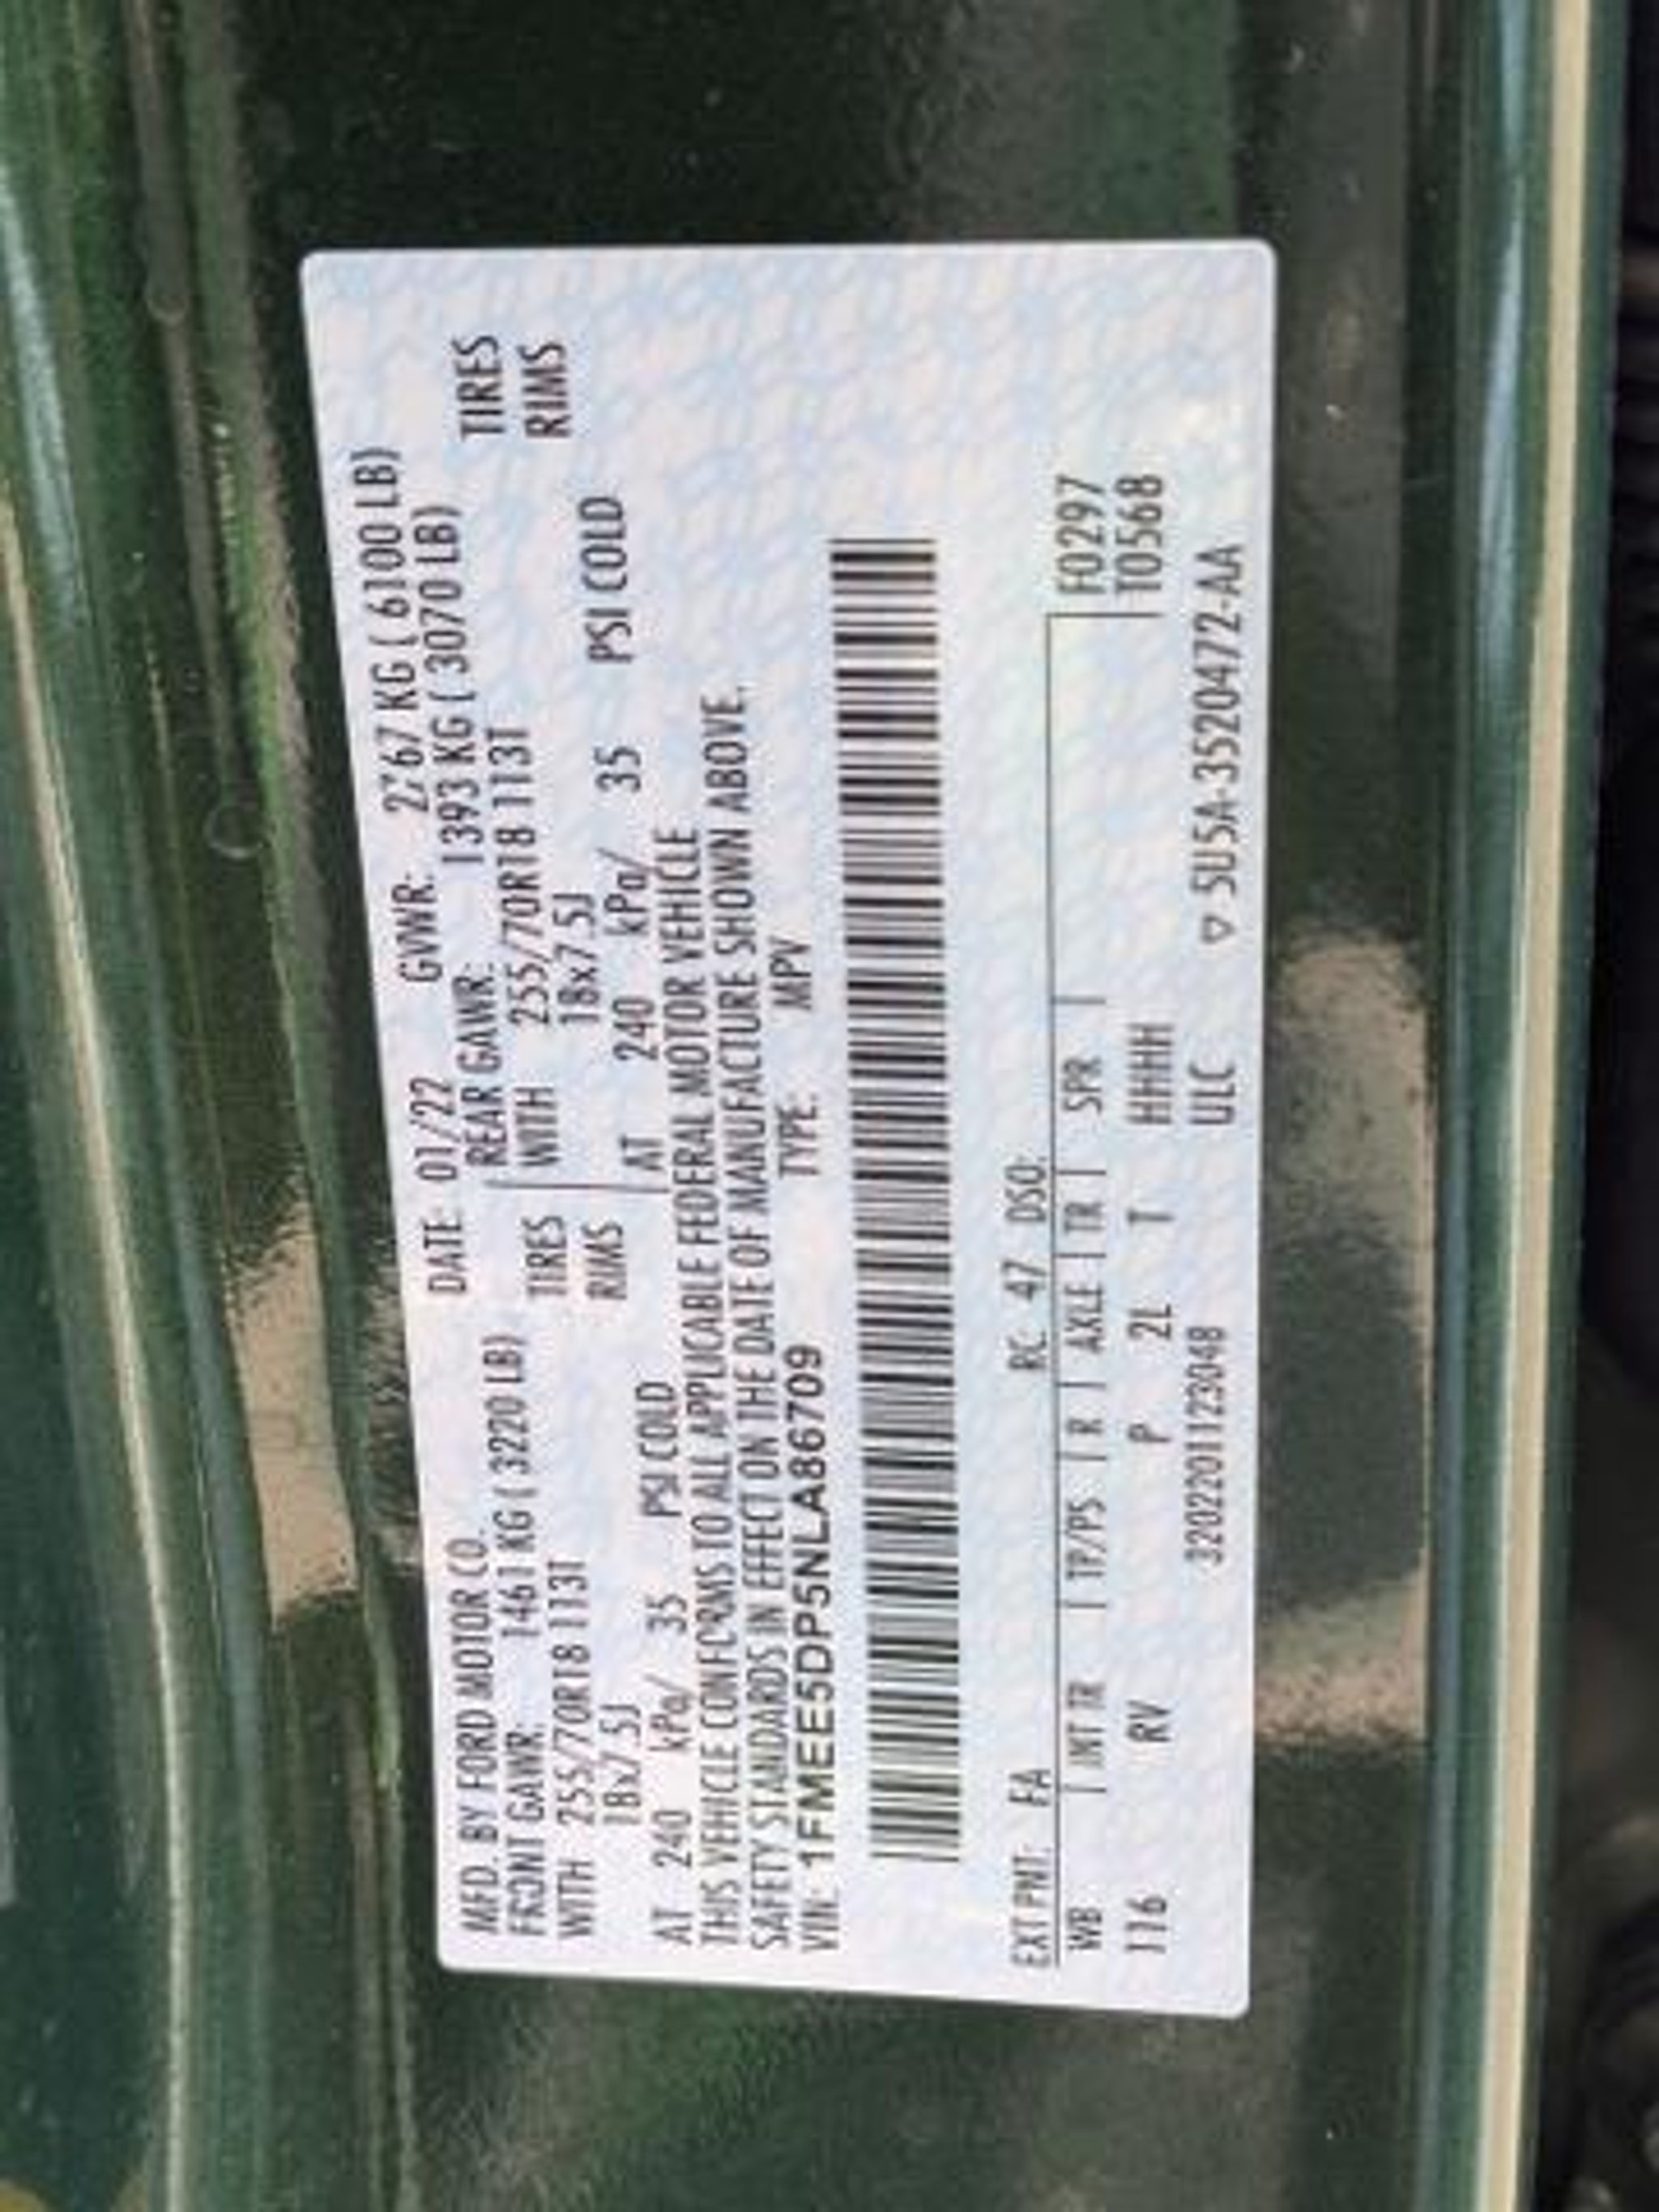 MFD. BY FORD MOTOR CO. DATE: 01/22 GVWR: 2767 KG ( 6100 LB)
FRONT GAWR: 1461 KG ( 3220 LB) REAR GAWR: 1393 KG ( 3070 LB)
WITH 255/70R18 113T TIRES WITH 255/70R18 113T TIRES
18x7.5J RIMS 18x7.5J RIMS
AT 240 kPa/ 35 PSI COLD AT 240 kPa/ 35 PSI COLD
THIS VEHICLE CONFORMS TO ALL APPLICABLE FEDERAL MOTOR VEHICLE
SAFETY STANDARDS IN EFFECT ON THE DATE OF MANUFACTURE SHOWN ABOVE.
VIN: 1FMEE5DP5NLA86709 TYPE: MPV
EXT PNT: FA RC: 47 DSO:
WB | INT TR | TP/PS | R | AXLE | TR | SPR | F0297
116 RV P 2L T HHHH T0568
3202201123048 ULC ▽ 5U5A-3520472-AA